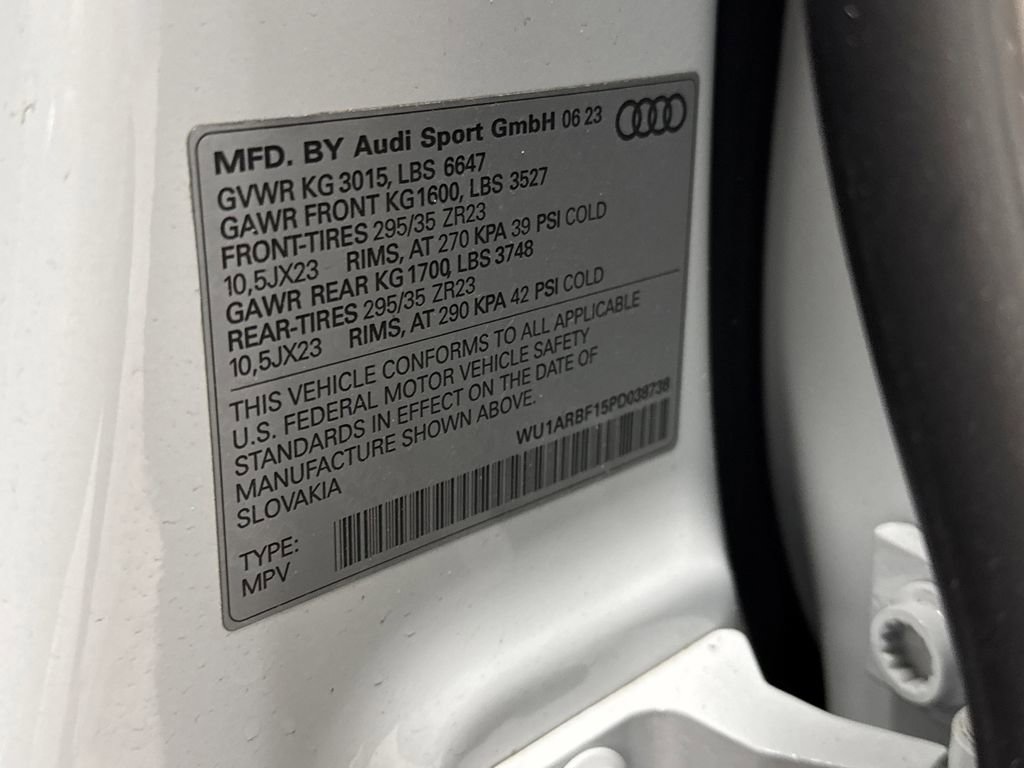 MFD. BY Audi Sport GmbH 06 23
GVWR KG 3015, LBS 6647
GAWR FRONT KG1600, LBS 3527
FRONT-TIRES 295/35 ZR23
10,5JX23 RIMS, AT 270 KPA 39 PSI COLD
GAWR REAR KG 1700, LBS 3748
REAR-TIRES 295/35 ZR23
10,5JX23 RIMS, AT 290 KPA 42 PSI COLD
THIS VEHICLE CONFORMS TO ALL APPLICABLE
U.S. FEDERAL MOTOR VEHICLE SAFETY
STANDARDS IN EFFECT ON THE DATE OF
MANUFACTURE SHOWN ABOVE.
SLOVAKIA
WU1ARBF15PD038738
TYPE:
MPV